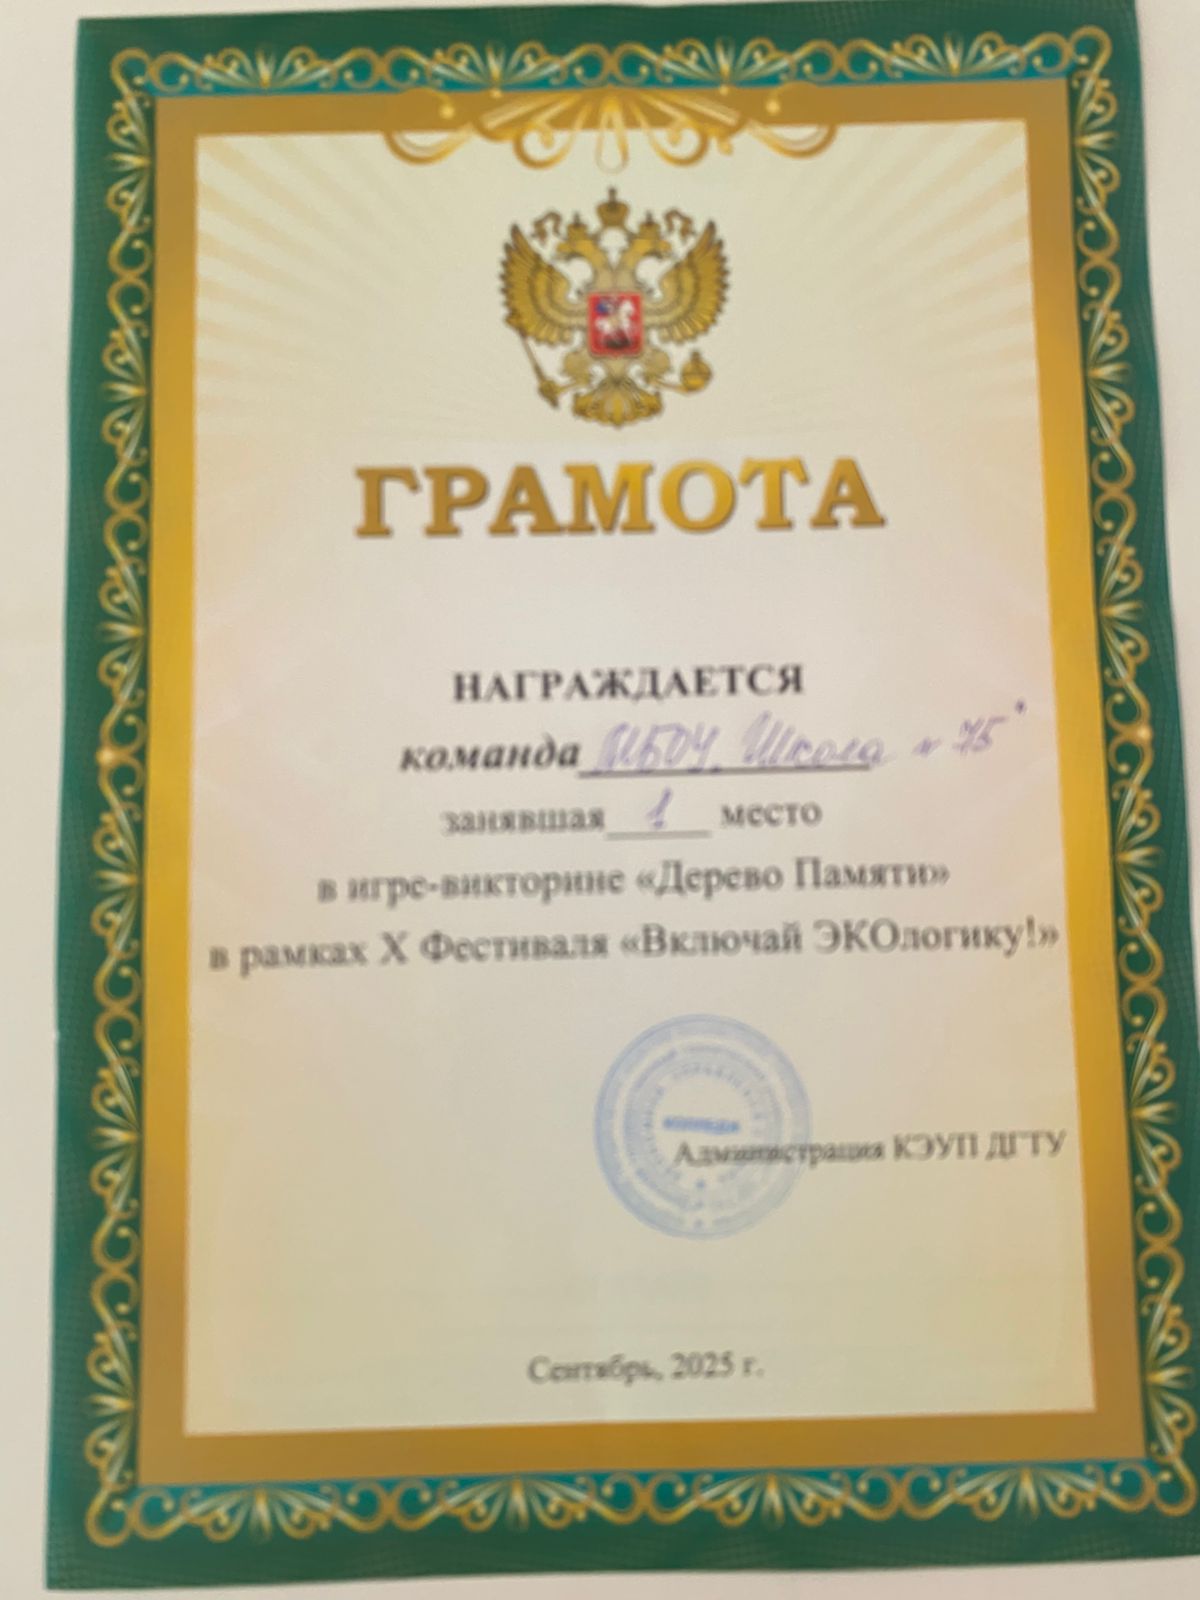 ГРАМОТА
НАГРАЖДАЕТСЯ
команда МБОУ Школа № 75
занявшая 1 место
в игре-викторине «Дерево Памяти»
в рамках X Фестиваля «Включай ЭКОлогику!»
Администрация КЭУП ДГТУ
Сентябрь, 2025 г.